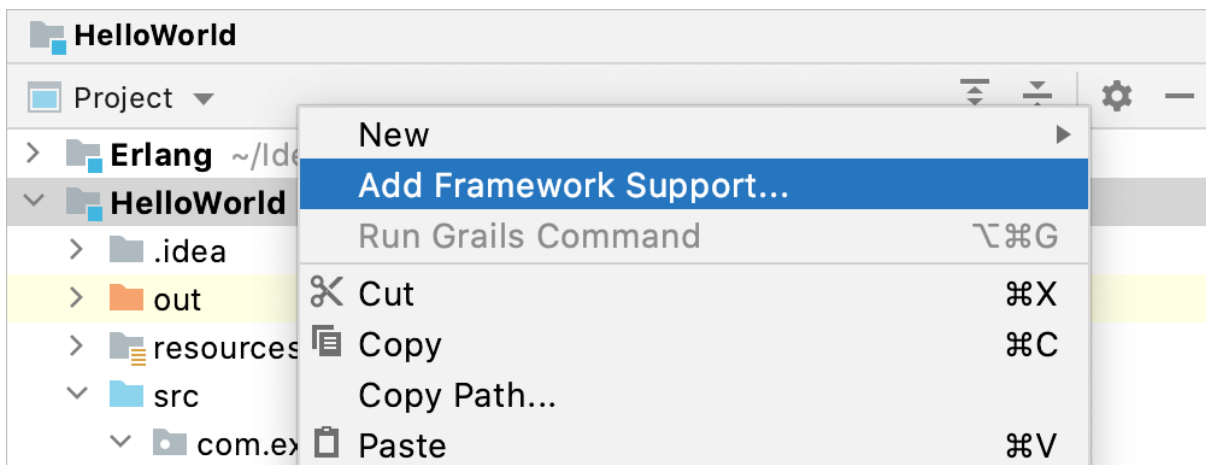 HelloWorld
Project
Erlang ~/Ide
New
Add Framework Support...
HelloWorld
Run Grails Command ⌥⌘G
.idea
Cut ⌘X
out
Copy ⌘C
resources
Copy Path...
src
Paste ⌘V
com.ex